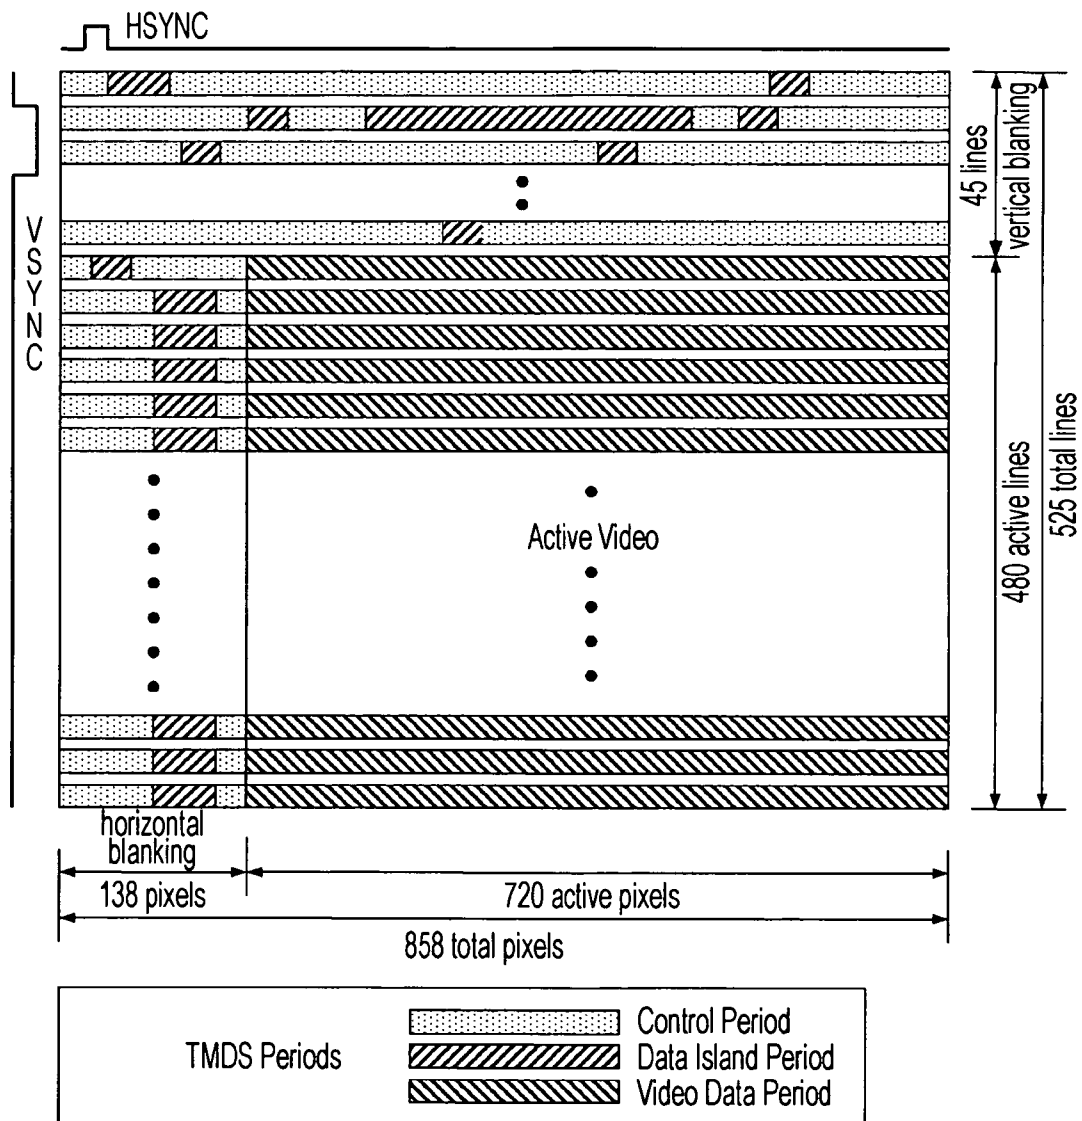 HSYNC
VSYNC
45 lines
vertical blanking
480 active lines
525 total lines
Active Video
horizontal
blanking
138 pixels
720 active pixels
858 total pixels
TMDS Periods
Control Period
Data Island Period
Video Data Period